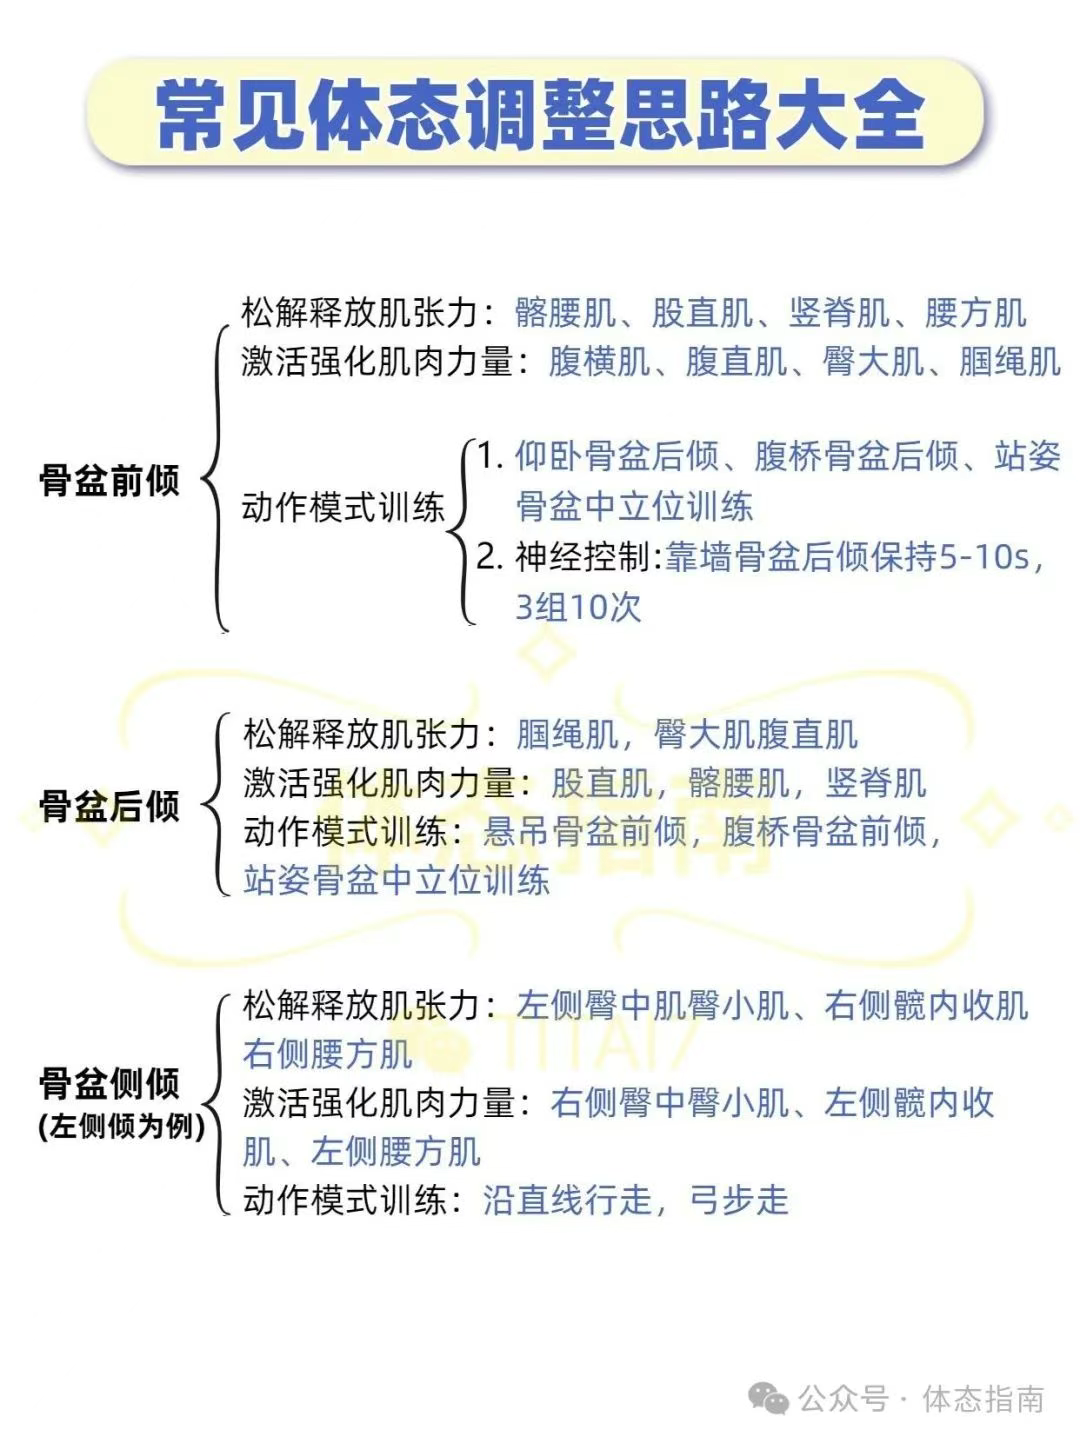 常见体态调整思路大全
松解释放肌张力：髂腰肌、股直肌、竖脊肌、腰方肌
激活强化肌肉力量：腹横肌、腹直肌、臀大肌、腘绳肌
骨盆前倾
动作模式训练
1. 仰卧骨盆后倾、腹桥骨盆后倾、站姿
骨盆中立位训练
2. 神经控制:靠墙骨盆后倾保持5-10s，
3组10次
骨盆后倾
松解释放肌张力：腘绳肌，臀大肌腹直肌
激活强化肌肉力量：股直肌，髂腰肌，竖脊肌
动作模式训练：悬吊骨盆前倾，腹桥骨盆前倾，
站姿骨盆中立位训练
体态指南
骨盆侧倾
(左侧倾为例)
松解释放肌张力：左侧臀中肌臀小肌、右侧髋内收肌
右侧腰方肌
激活强化肌肉力量：右侧臀中臀小肌、左侧髋内收
肌、左侧腰方肌
动作模式训练：沿直线行走，弓步走
TITAI7
公众号 · 体态指南